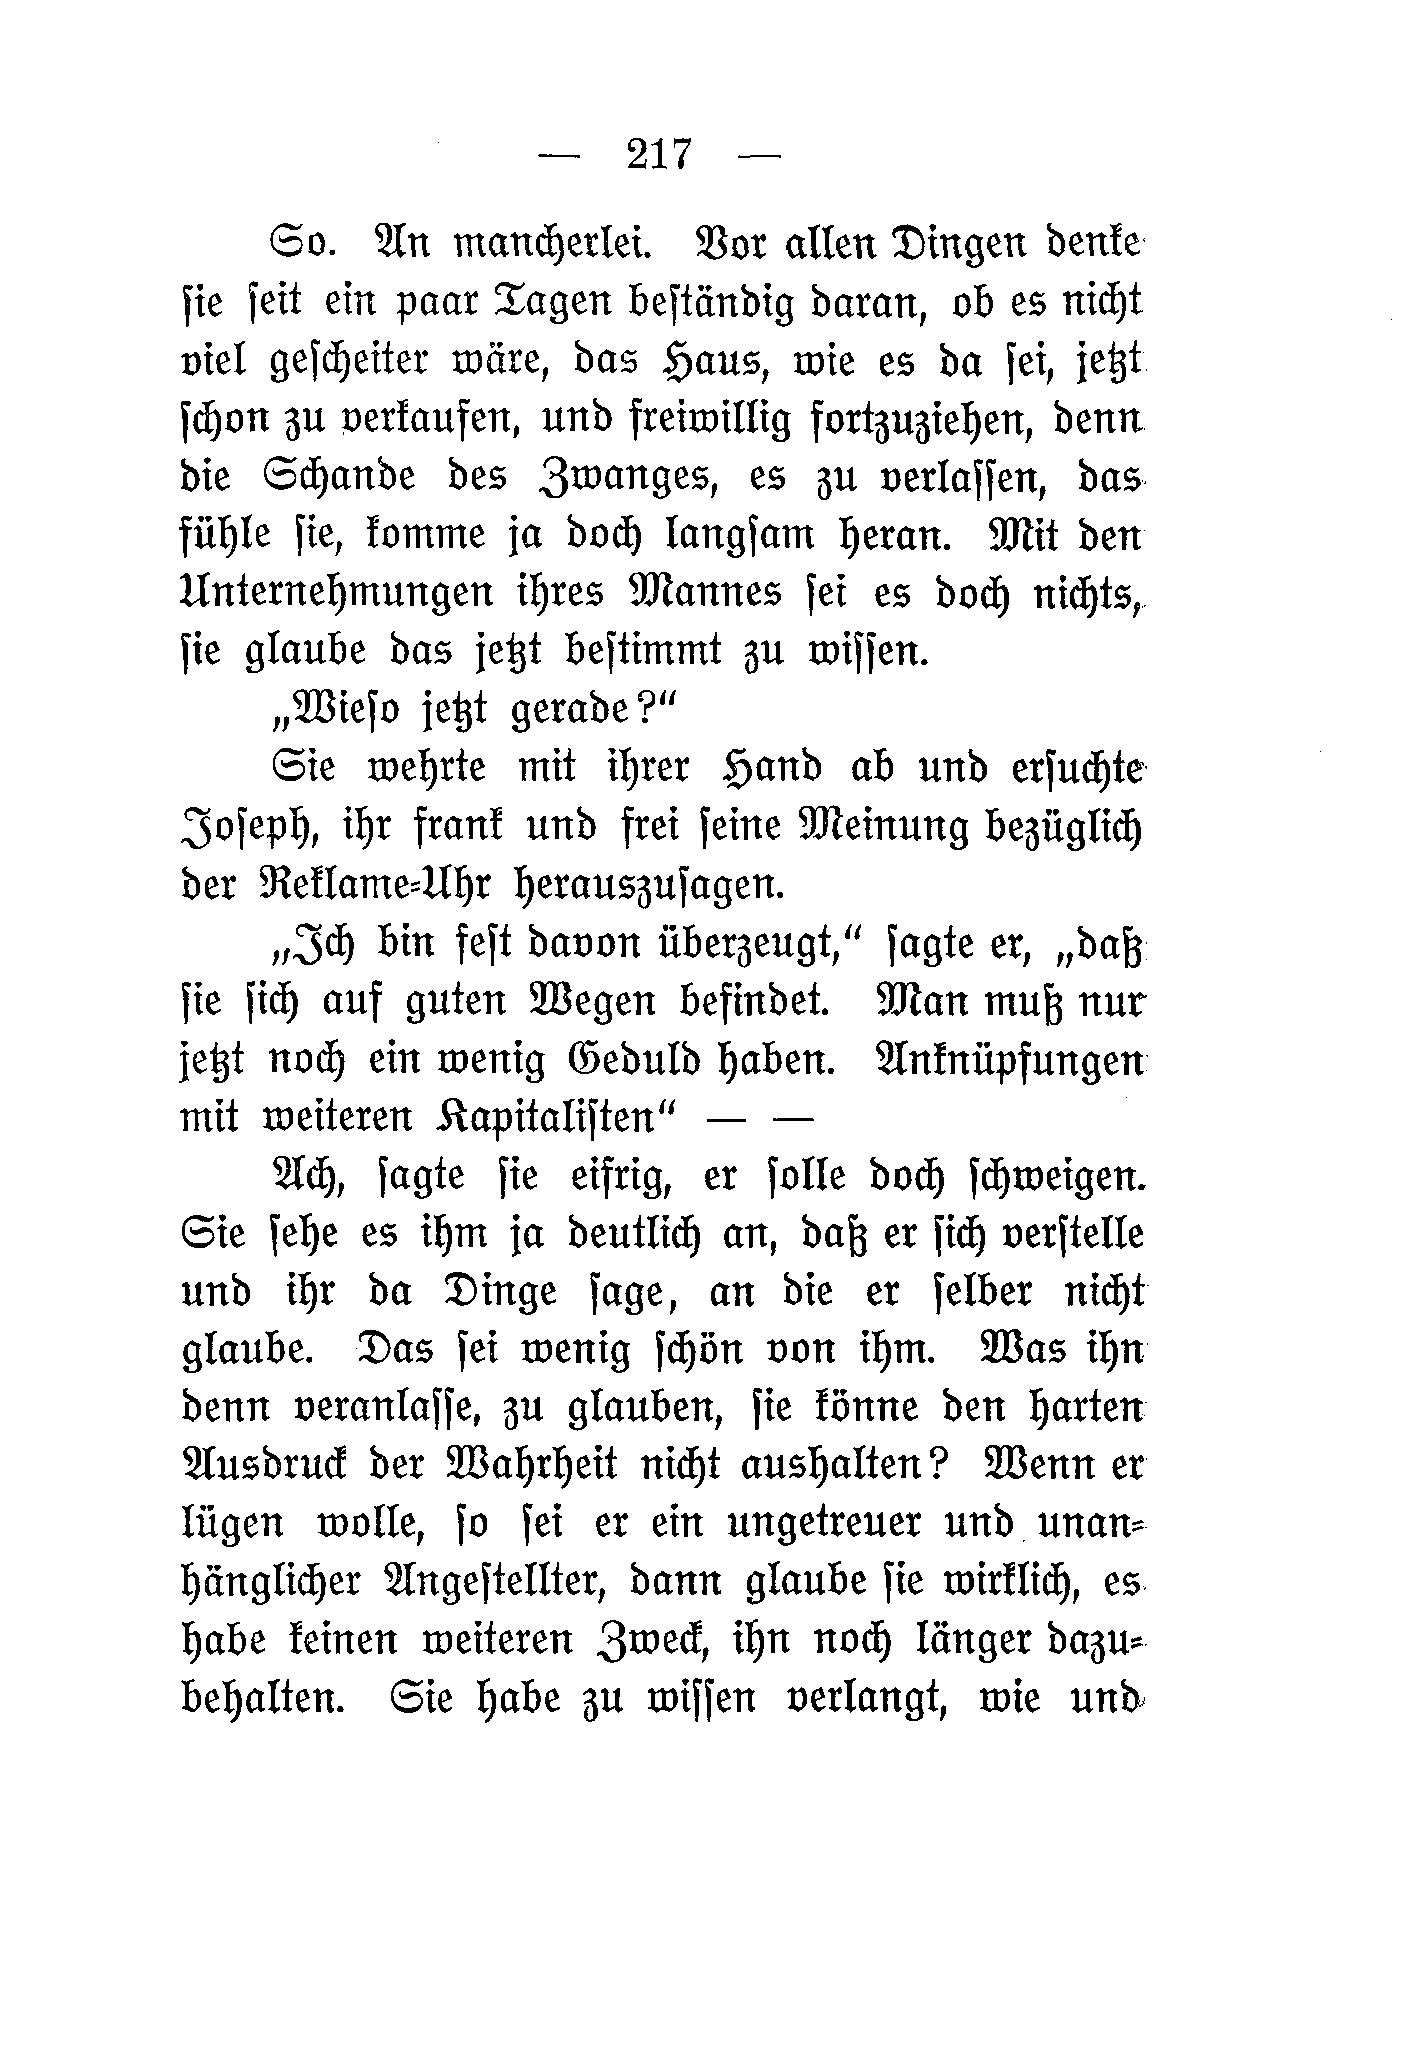 — 217 —
So. An mancherlei. Vor allen Dingen denke
ſie ſeit ein paar Tagen beſtändig daran, ob es nicht
viel geſcheiter wäre, das Haus, wie es da ſei, jetzt
ſchon zu verkaufen, und freiwillig fortzuziehen, denn
die Schande des Zwanges, es zu verlaſſen, das
fühle ſie, komme ja doch langſam heran. Mit den
Unternehmungen ihres Mannes ſei es doch nichts,
ſie glaube das jetzt beſtimmt zu wiſſen.
„Wieſo jetzt gerade?“
Sie wehrte mit ihrer Hand ab und erſuchte
Joſeph, ihr frank und frei ſeine Meinung bezüglich
der Reklame-Uhr herauszuſagen.
„Ich bin feſt davon überzeugt,“ ſagte er, „daß
ſie ſich auf guten Wegen befindet. Man muß nur
jetzt noch ein wenig Geduld haben. Anknüpfungen
mit weiteren Kapitaliſten“ — —
Ach, ſagte ſie eifrig, er ſolle doch ſchweigen.
Sie ſehe es ihm ja deutlich an, daß er ſich verſtelle
und ihr da Dinge ſage, an die er ſelber nicht
glaube. Das ſei wenig ſchön von ihm. Was ihn
denn veranlaſſe, zu glauben, ſie könne den harten
Ausdruck der Wahrheit nicht aushalten? Wenn er
lügen wolle, ſo ſei er ein ungetreuer und unan-
hänglicher Angeſtellter, dann glaube ſie wirklich, es
habe keinen weiteren Zweck, ihn noch länger dazu-
behalten. Sie habe zu wiſſen verlangt, wie und